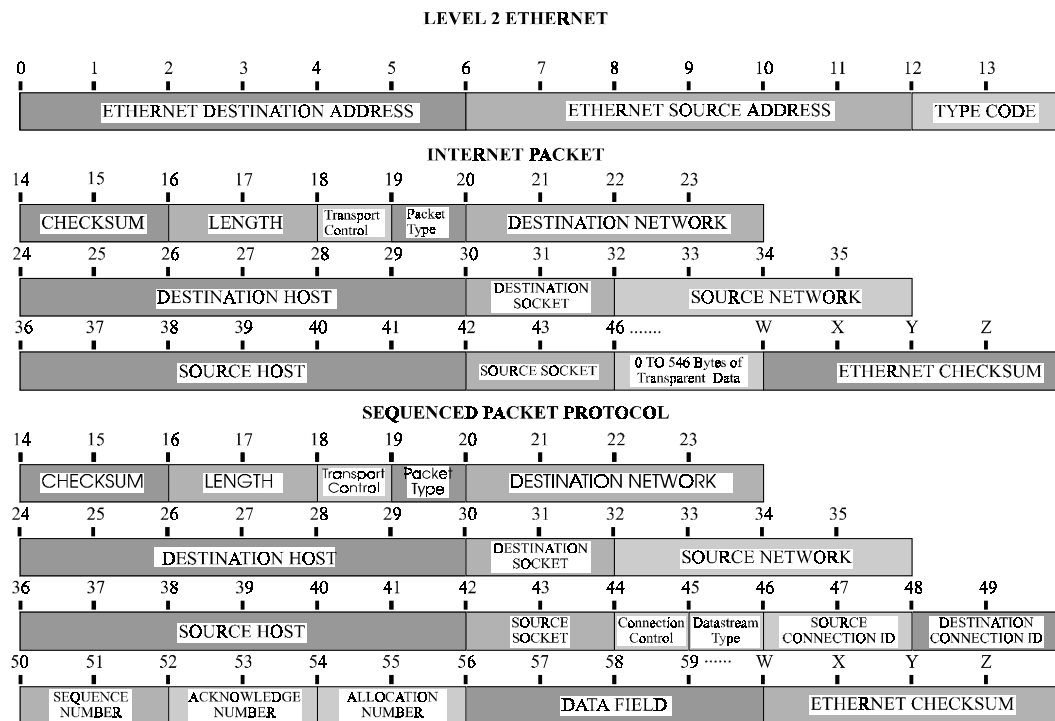 LEVEL 2 ETHERNET
0 1 2 3 4 5 6 7 8 9 10 11 12 13
ETHERNET DESTINATION ADDRESS ETHERNET SOURCE ADDRESS TYPE CODE
INTERNET PACKET
14 15 16 17 18 19 20 21 22 23
CHECKSUM LENGTH Transport Control Packet Type DESTINATION NETWORK
24 25 26 27 28 29 30 31 32 33 34 35
DESTINATION HOST DESTINATION SOCKET SOURCE NETWORK
36 37 38 39 40 41 42 43 46 ....... W X Y Z
SOURCE HOST SOURCE SOCKET 0 TO 546 Bytes of Transparent Data ETHERNET CHECKSUM
SEQUENCED PACKET PROTOCOL
14 15 16 17 18 19 20 21 22 23
CHECKSUM LENGTH Transport Control Packet Type DESTINATION NETWORK
24 25 26 27 28 29 30 31 32 33 34 35
DESTINATION HOST DESTINATION SOCKET SOURCE NETWORK
36 37 38 39 40 41 42 43 44 45 46 47 48 49
SOURCE HOST SOURCE SOCKET Connection Control Datastream Type SOURCE CONNECTION ID DESTINATION CONNECTION ID
50 51 52 53 54 55 56 57 58 59 ...... W X Y Z
SEQUENCE NUMBER ACKNOWLEDGE NUMBER ALLOCATION NUMBER DATA FIELD ETHERNET CHECKSUM